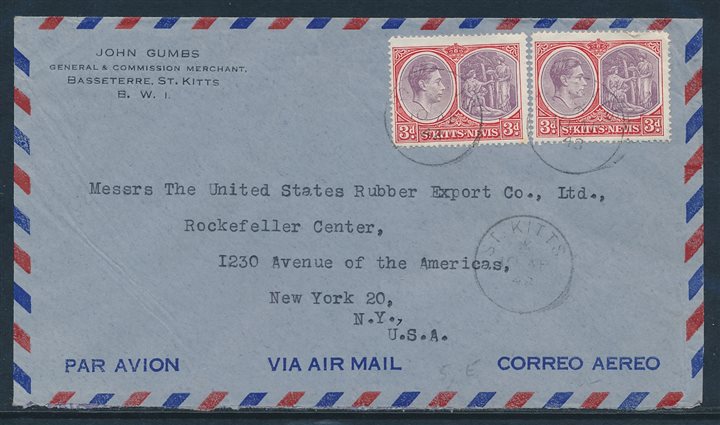 JOHN GUMBS
GENERAL & COMMISSION MERCHANT,
BASSETERRE, ST. KITTS
B. W. I.
3d ST KITTS-NEVIS 3d
3d ST KITTS-NEVIS 3d
Messrs The United States Rubber Export Co., Ltd.,
Rockefeller Center,
I230 Avenue of the Americas,
New York 20,
N.Y.,
U.S.A.
ST KITTS
PAR AVION VIA AIR MAIL CORREO AEREO